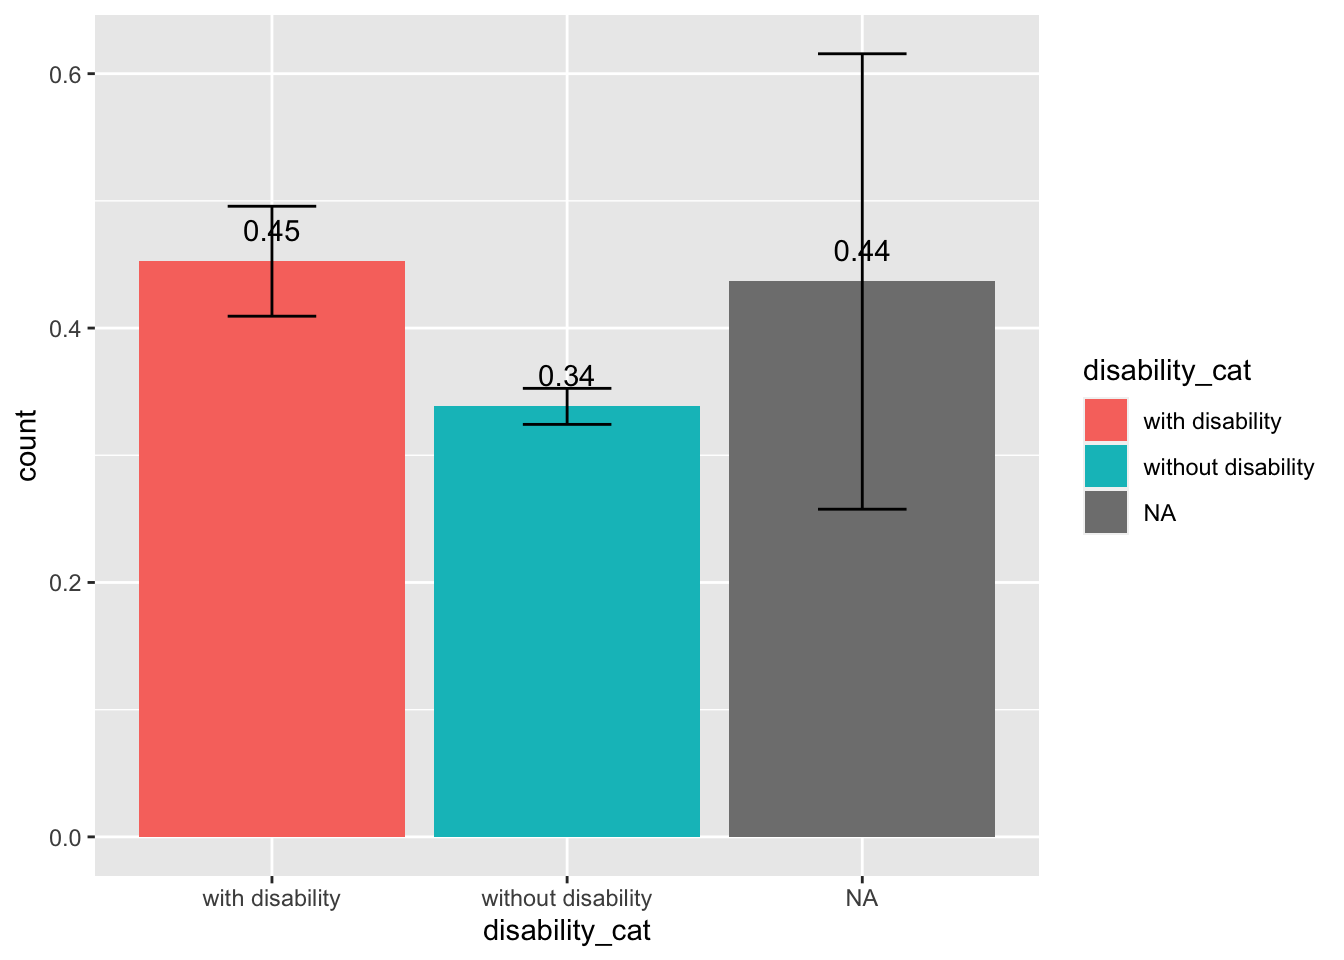 0.6
0.4
0.2
0.0
count
0.45
0.34
0.44
with disability
without disability
NA
disability_cat
disability_cat
with disability
without disability
NA